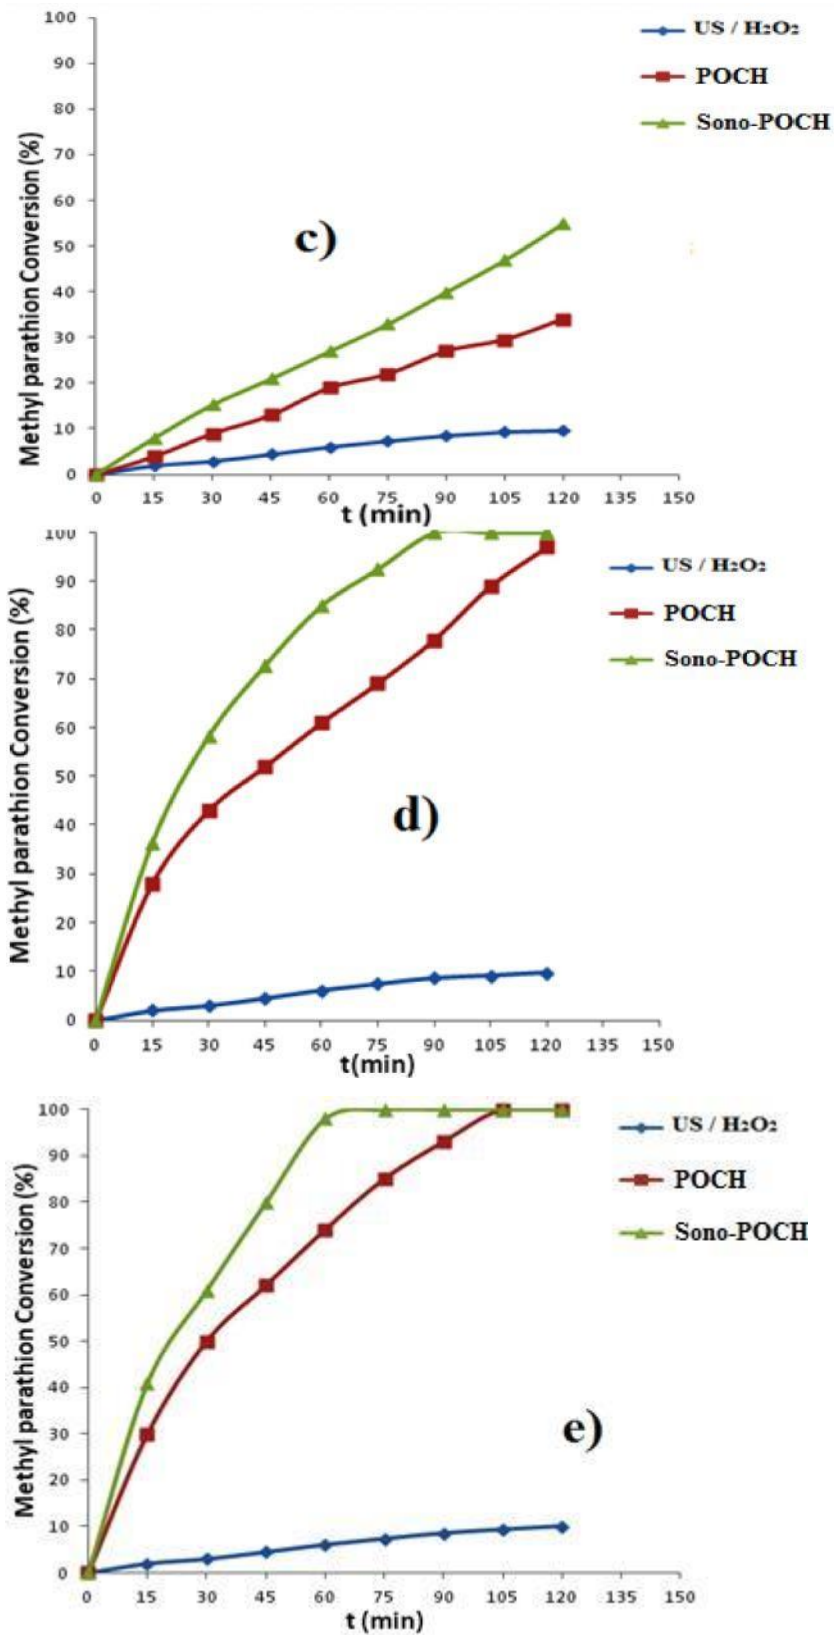 100
90
80
70
60
50
40
30
20
10
0
Methyl parathion Conversion (%)
US / H₂O₂
POCH
Sono-POCH
c)
0 15 30 45 60 75 90 105 120 135 150
t (min)
100
90
80
70
60
50
40
30
20
10
0
Methyl parathion Conversion (%)
US / H₂O₂
POCH
Sono-POCH
d)
0 15 30 45 60 75 90 105 120 135 150
t(min)
100
90
80
70
60
50
40
30
20
10
0
Methyl parathion Conversion (%)
US / H₂O₂
POCH
Sono-POCH
e)
0 15 30 45 60 75 90 105 120 135 150
t (min)